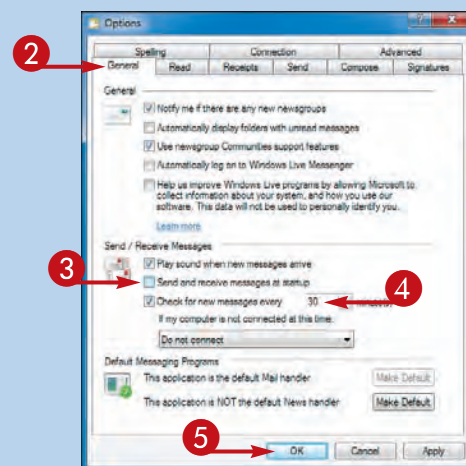 Options
Spelling Connection Advanced
General Read Receipts Send Compose Signatures
2
General
Notify me if there are any new newsgroups
Automatically display folders with unread messages
Use newsgroup Communities support features
Automatically log on to Windows Live Messenger
Help us improve Windows Live programs by allowing Microsoft to
collect information about your system, and how you use our
software. This data will not be used to personally identify you.
Learn more
Send / Receive Messages
Play sound when new messages arrive
3
Send and receive messages at startup
Check for new messages every 30
4
If my computer is not connected at this time:
Do not connect
Default Messaging Programs
This application is the default Mail handler Make Default
This application is NOT the default News handler Make Default
5
OK Cancel Apply